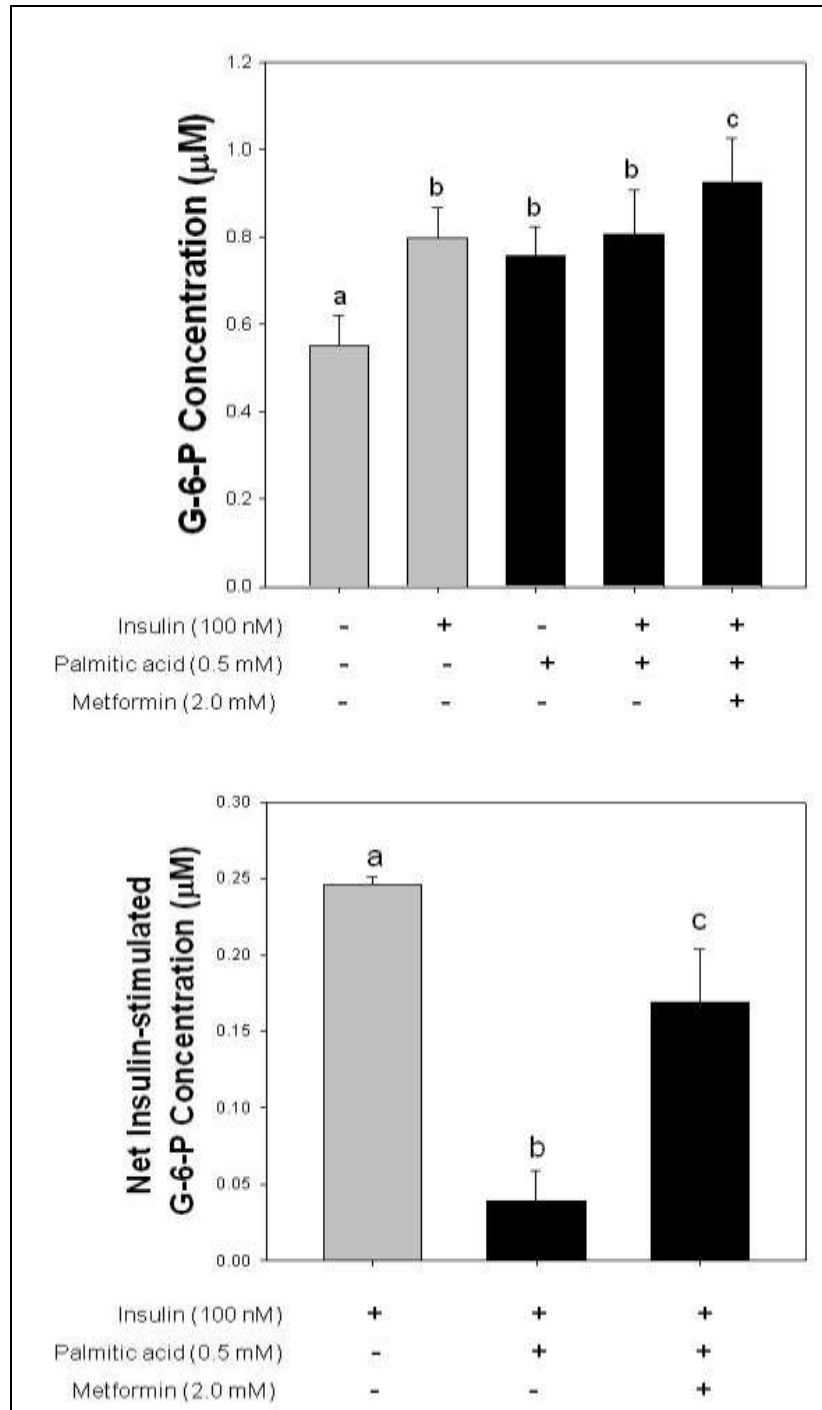 1.2
1.0
0.8
0.6
0.4
0.2
0.0
G-6-P Concentration (μM)
a
b
b
b
c
Insulin (100 nM) - + - + +
Palmitic acid (0.5 mM) - - + + +
Metformin (2.0 mM) - - - - +
0.30
0.25
0.20
0.15
0.10
0.05
0.00
Net Insulin-stimulated
G-6-P Concentration (μM)
a
b
c
Insulin (100 nM) + + +
Palmitic acid (0.5 mM) - + +
Metformin (2.0 mM) - - +